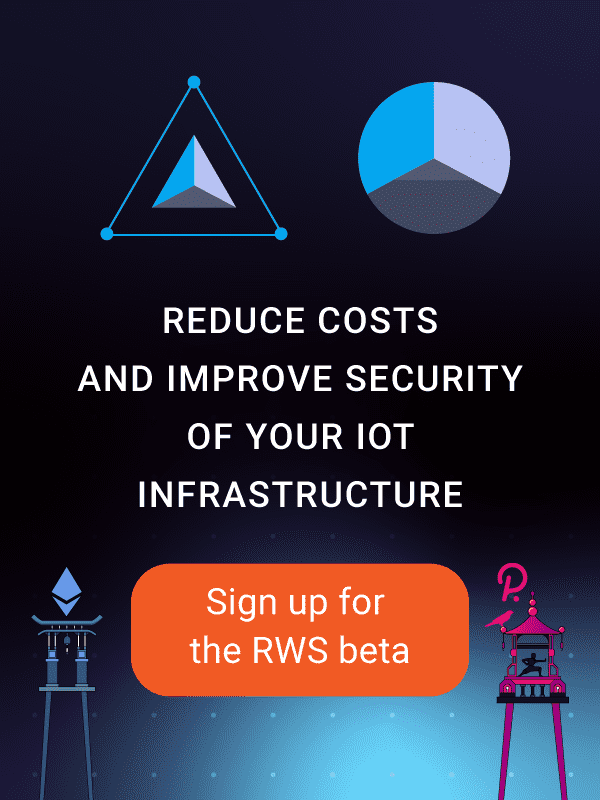 REDUCE COSTS
AND IMPROVE SECURITY
OF YOUR IOT
INFRASTRUCTURE
Sign up for
the RWS beta